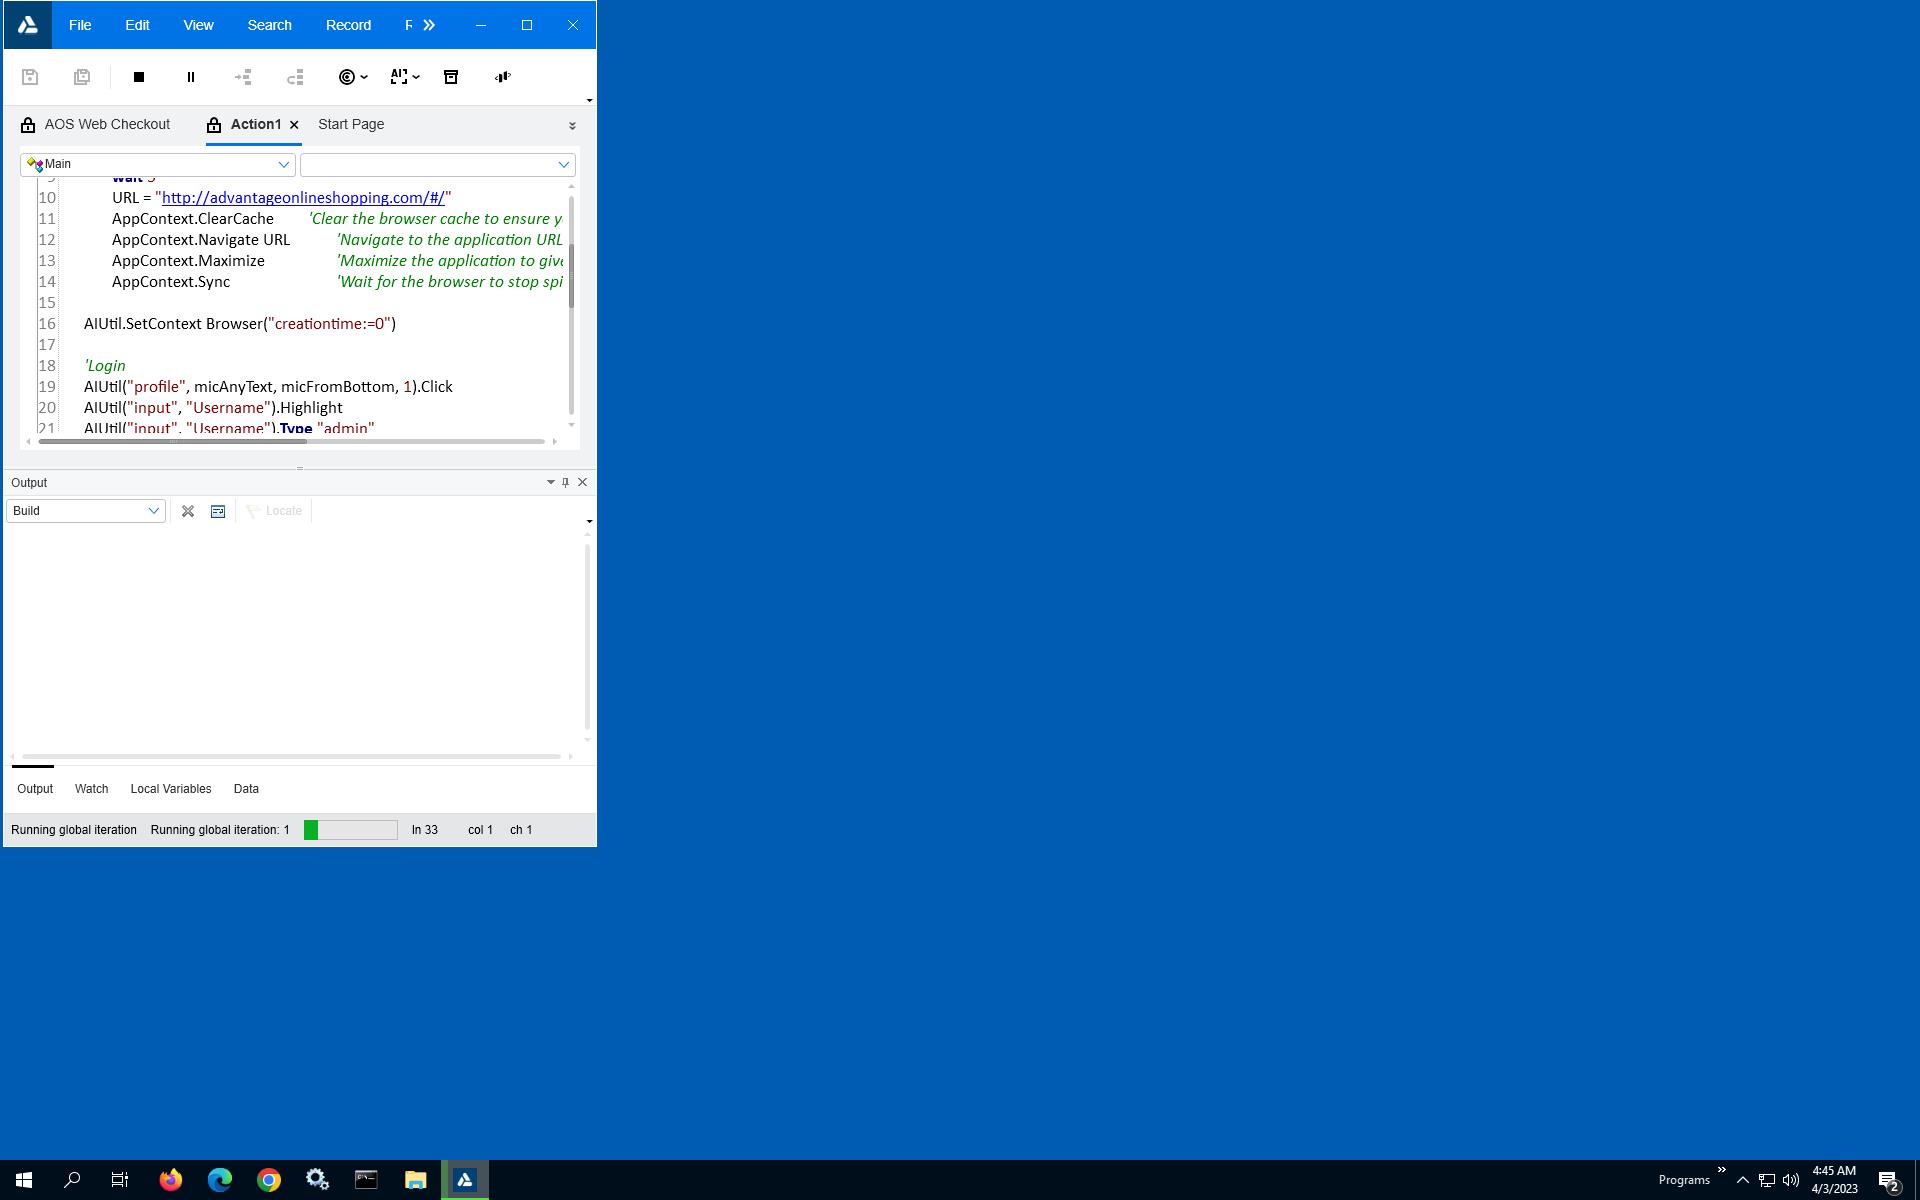 File Edit View Search Record
AOS Web Checkout Action1 Start Page
Main
10 URL = "http://advantageonlineshopping.com/#/"
11 AppContext.ClearCache 'Clear the browser cache to ensure
12 AppContext.Navigate URL 'Navigate to the application URL
13 AppContext.Maximize 'Maximize the application to give
14 AppContext.Sync 'Wait for the browser to stop spi
15
16 AIUtil.SetContext Browser("creationtime:=0")
17
18 'Login
19 AIUtil("profile", micAnyText, micFromBottom, 1).Click
20 AIUtil("input", "Username").Highlight
21 AIUtil("input", "Username").Type "admin"
Output
Build Locate
Output Watch Local Variables Data
Running global iteration Running global iteration: 1 ln 33 col 1 ch 1
Programs 4:45 AM
4/3/2023 2